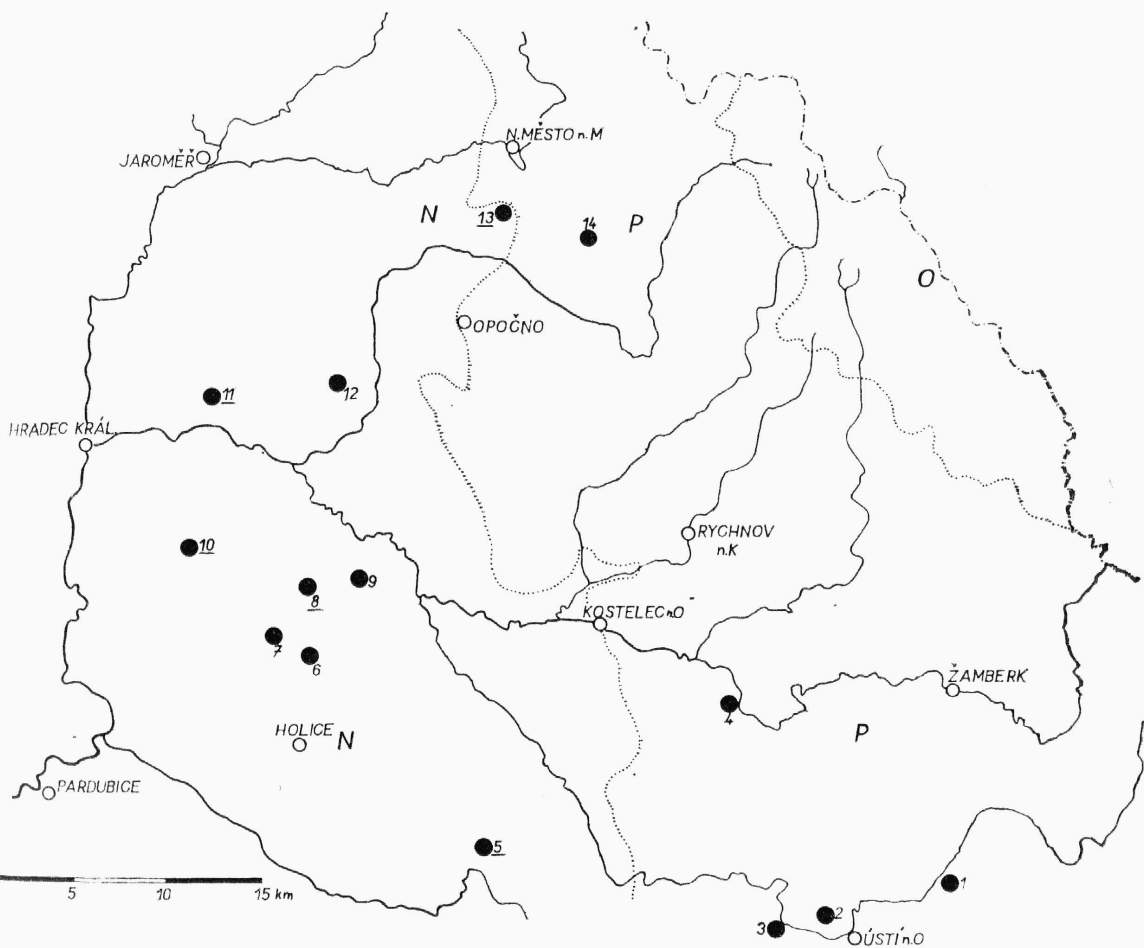 N.MĚSTO n.M
JAROMĚŘ
N
13
14
P
O
OPOČNO
11
12
HRADEC KRÁL.
RYCHNOV
n.K
10
9
8
KOSTELEC n.O
7
6
ŽAMBERK
4
HOLICE
N
P
PARDUBICE
5
1
5
10
15 km
2
3
ÚSTÍ n.O